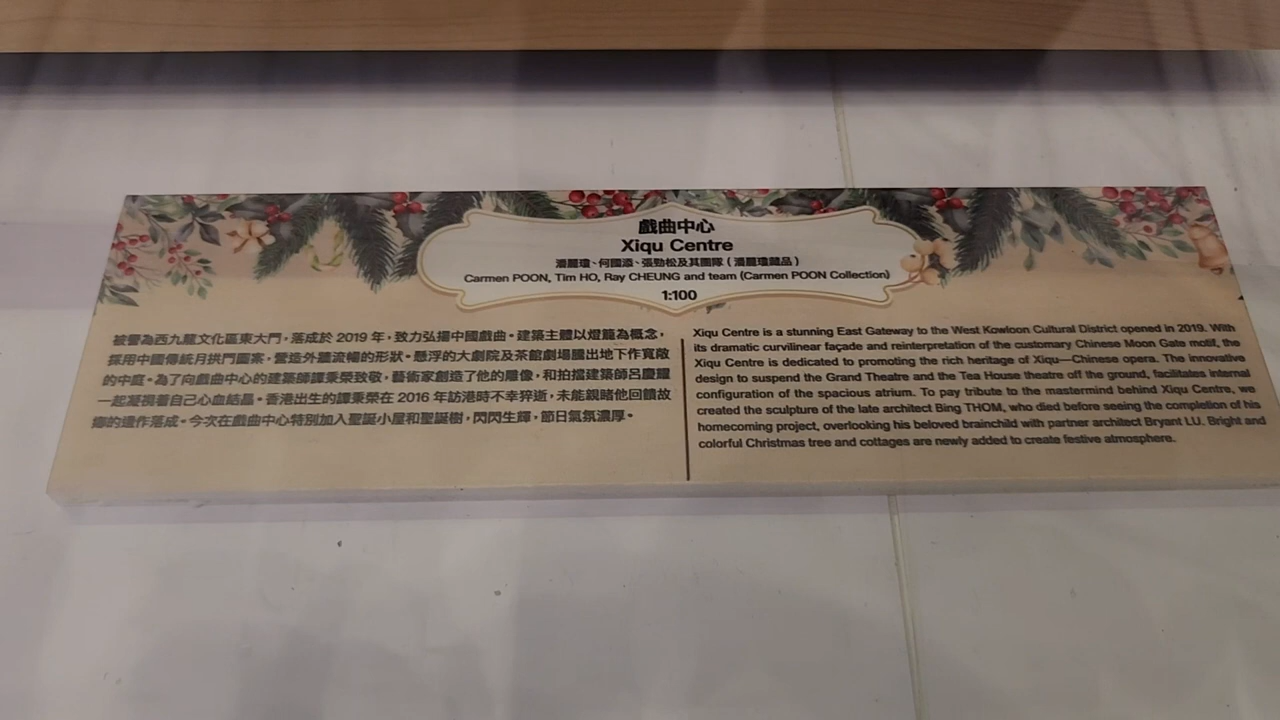 戲曲中心
Xiqu Centre
潘麗瓊、何國添、張勁松及其團隊（潘麗瓊藏品）
Carmen POON, Tim HO, Ray CHEUNG and team (Carmen POON Collection)
1:100
被譽為西九龍文化區東大門，落成於 2019 年，致力弘揚中國戲曲。建築主體以燈籠為概念，
採用中國傳統月拱門圖案，營造外牆流暢的形狀。懸浮的大劇院及茶館劇場騰出地下作寬敞
的中庭。為了向戲曲中心的建築師譚秉榮致敬，藝術家創造了他的雕像，和拍擋建築師呂慶耀
一起凝視着自己心血結晶。香港出生的譚秉榮在 2016 年訪港時不幸猝逝，未能親睹他回饋故
鄉的遺作落成。今次在戲曲中心特別加入聖誕小屋和聖誕樹，閃閃生輝，節日氣氛濃厚。
Xiqu Centre is a stunning East Gateway to the West Kowloon Cultural District opened in 2019. With
its dramatic curvilinear façade and reinterpretation of the customary Chinese Moon Gate motif, the
Xiqu Centre is dedicated to promoting the rich heritage of Xiqu—Chinese opera. The innovative
design to suspend the Grand Theatre and the Tea House theatre off the ground, facilitates internal
configuration of the spacious atrium. To pay tribute to the mastermind behind Xiqu Centre, we
created the sculpture of the late architect Bing THOM, who died before seeing the completion of his
homecoming project, overlooking his beloved brainchild with partner architect Bryant LU. Bright and
colorful Christmas tree and cottages are newly added to create festive atmosphere.